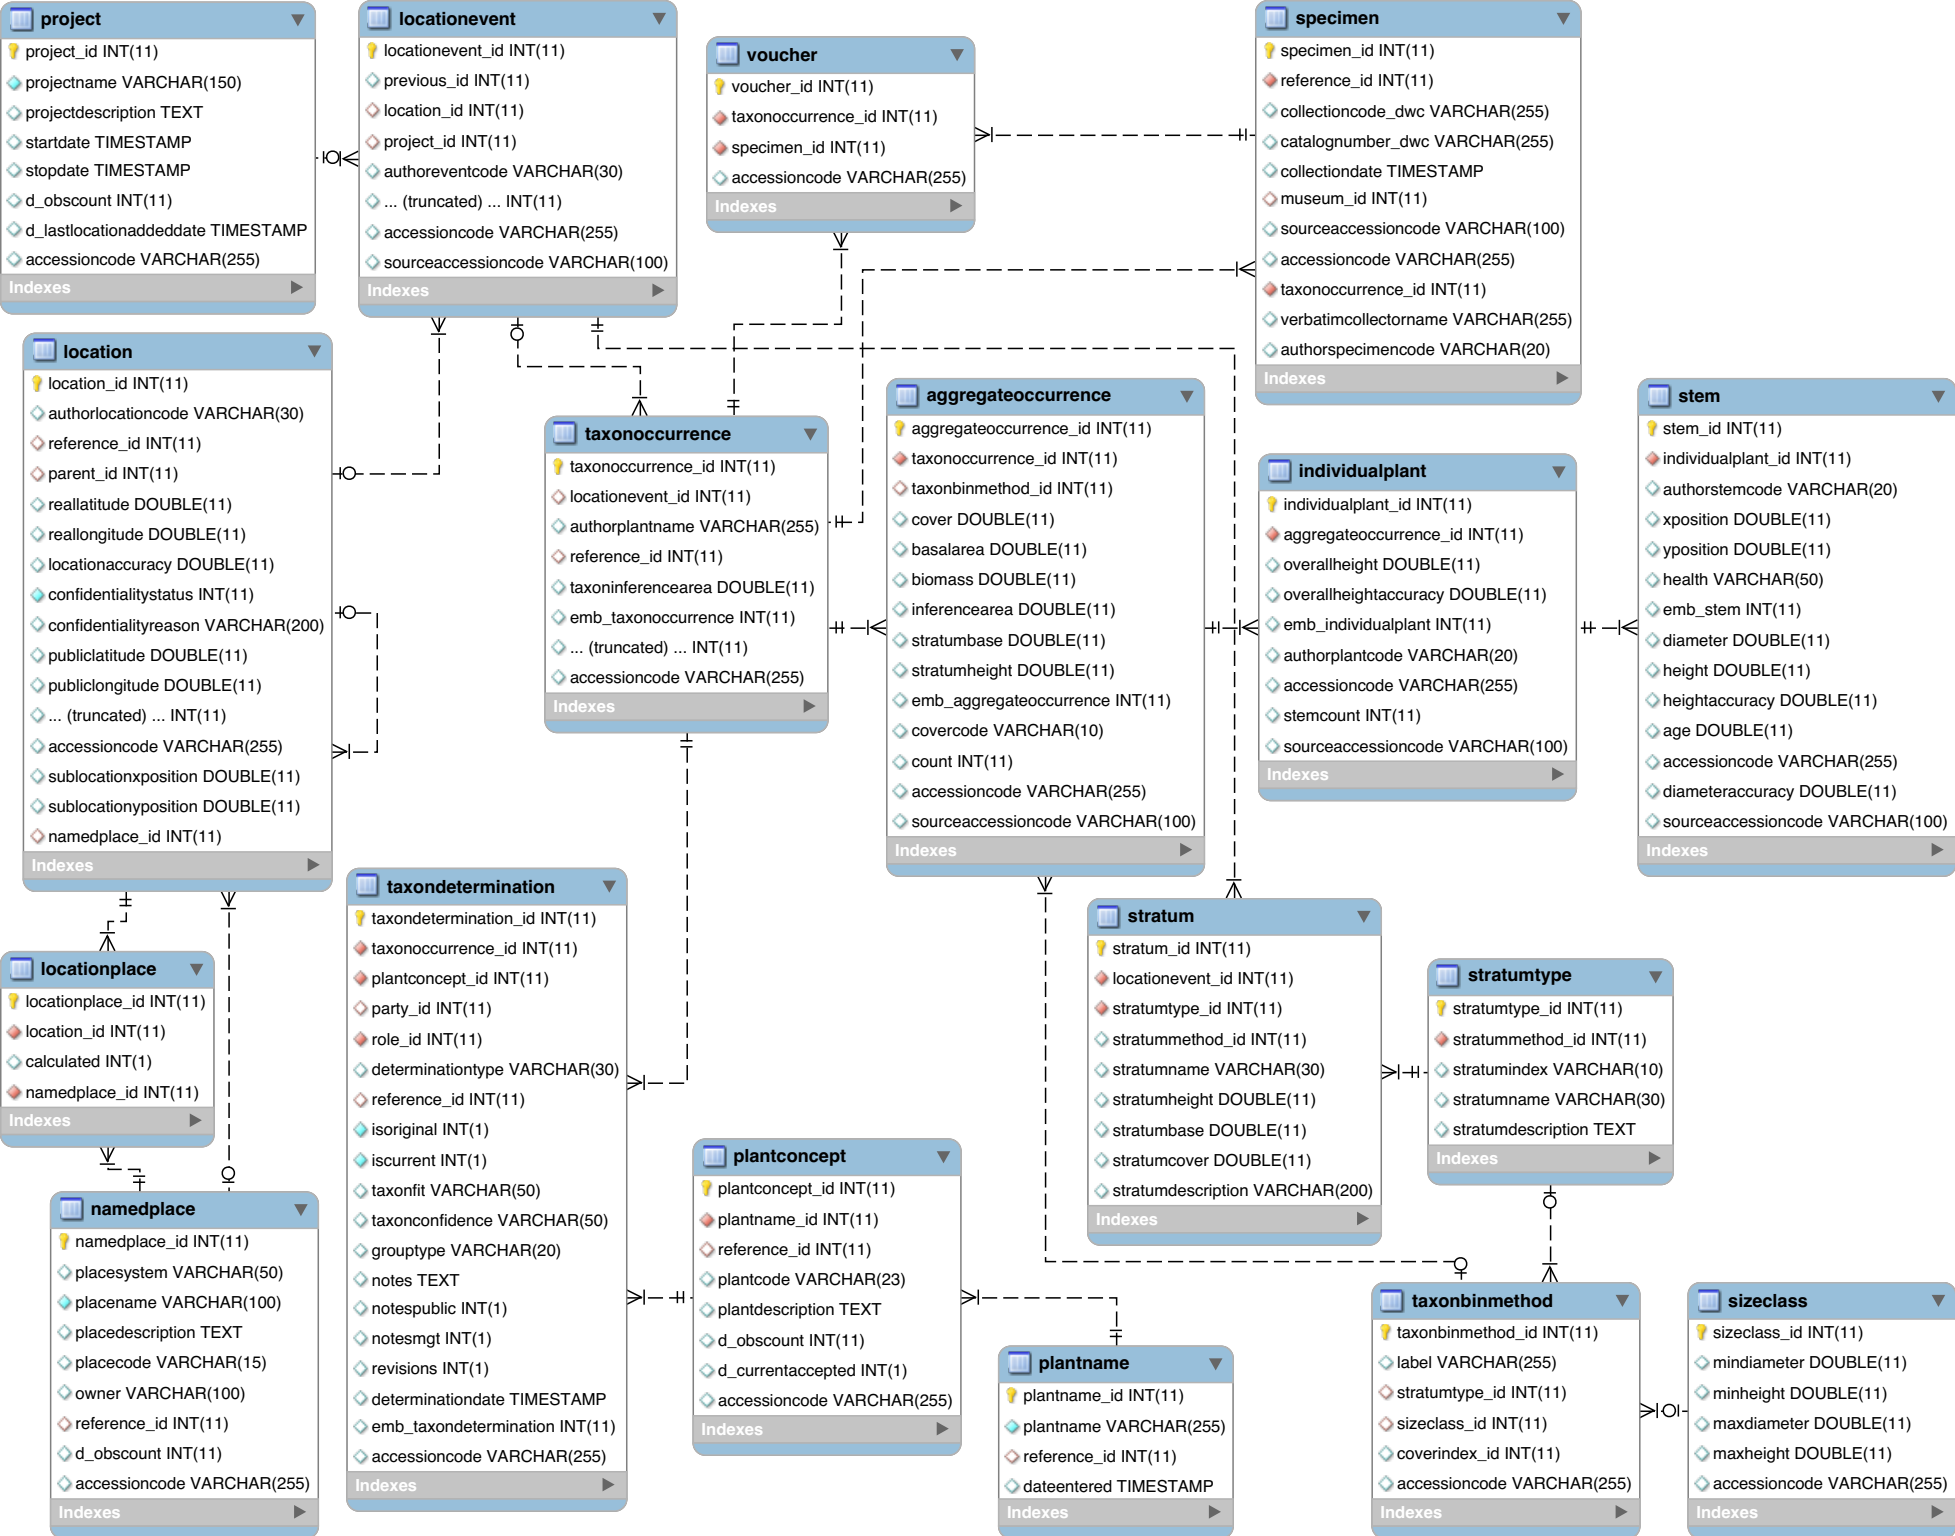 project
project_id INT(11)
projectname VARCHAR(150)
projectdescription TEXT
startdate TIMESTAMP
stopdate TIMESTAMP
d_obscount INT(11)
d_lastlocationaddeddate TIMESTAMP
accessioncode VARCHAR(255)
Indexes
locationevent
locationevent_id INT(11)
previous_id INT(11)
location_id INT(11)
project_id INT(11)
authoreventcode VARCHAR(30)
... (truncated) ... INT(11)
accessioncode VARCHAR(255)
sourceaccessioncode VARCHAR(100)
Indexes
voucher
voucher_id INT(11)
taxonoccurrence_id INT(11)
specimen_id INT(11)
accessioncode VARCHAR(255)
Indexes
specimen
specimen_id INT(11)
reference_id INT(11)
collectioncode_dwc VARCHAR(255)
catalognumber_dwc VARCHAR(255)
collectiondate TIMESTAMP
museum_id INT(11)
sourceaccessioncode VARCHAR(100)
accessioncode VARCHAR(255)
taxonoccurrence_id INT(11)
verbatimcollectorname VARCHAR(255)
authorspecimencode VARCHAR(20)
Indexes
location
location_id INT(11)
authorlocationcode VARCHAR(30)
reference_id INT(11)
parent_id INT(11)
reallatitude DOUBLE(11)
reallongitude DOUBLE(11)
locationaccuracy DOUBLE(11)
confidentialitystatus INT(11)
confidentialityreason VARCHAR(200)
publiclatitude DOUBLE(11)
publiclongitude DOUBLE(11)
... (truncated) ... INT(11)
accessioncode VARCHAR(255)
sublocationxposition DOUBLE(11)
sublocationyposition DOUBLE(11)
namedplace_id INT(11)
Indexes
taxonoccurrence
taxonoccurrence_id INT(11)
locationevent_id INT(11)
authorplantname VARCHAR(255)
reference_id INT(11)
taxoninferencearea DOUBLE(11)
emb_taxonoccurrence INT(11)
... (truncated) ... INT(11)
accessioncode VARCHAR(255)
Indexes
aggregateoccurrence
aggregateoccurrence_id INT(11)
taxonoccurrence_id INT(11)
taxonbinmethod_id INT(11)
cover DOUBLE(11)
basalarea DOUBLE(11)
biomass DOUBLE(11)
inferencearea DOUBLE(11)
stratumbase DOUBLE(11)
stratumheight DOUBLE(11)
emb_aggregateoccurrence INT(11)
covercode VARCHAR(10)
count INT(11)
accessioncode VARCHAR(255)
sourceaccessioncode VARCHAR(100)
Indexes
individualplant
individualplant_id INT(11)
aggregateoccurrence_id INT(11)
overallheight DOUBLE(11)
overallheightaccuracy DOUBLE(11)
emb_individualplant INT(11)
authorplantcode VARCHAR(20)
accessioncode VARCHAR(255)
stemcount INT(11)
sourceaccessioncode VARCHAR(100)
Indexes
stem
stem_id INT(11)
individualplant_id INT(11)
authorstemcode VARCHAR(20)
xposition DOUBLE(11)
yposition DOUBLE(11)
health VARCHAR(50)
emb_stem INT(11)
diameter DOUBLE(11)
height DOUBLE(11)
heightaccuracy DOUBLE(11)
age DOUBLE(11)
accessioncode VARCHAR(255)
diameteraccuracy DOUBLE(11)
sourceaccessioncode VARCHAR(100)
Indexes
locationplace
locationplace_id INT(11)
location_id INT(11)
calculated INT(1)
namedplace_id INT(11)
Indexes
namedplace
namedplace_id INT(11)
placesystem VARCHAR(50)
placename VARCHAR(100)
placedescription TEXT
placecode VARCHAR(15)
owner VARCHAR(100)
reference_id INT(11)
d_obscount INT(11)
accessioncode VARCHAR(255)
Indexes
taxondetermination
taxondetermination_id INT(11)
taxonoccurrence_id INT(11)
plantconcept_id INT(11)
party_id INT(11)
role_id INT(11)
determinationtype VARCHAR(30)
reference_id INT(11)
isoriginal INT(1)
iscurrent INT(1)
taxonfit VARCHAR(50)
taxonconfidence VARCHAR(50)
grouptype VARCHAR(20)
notes TEXT
notespublic INT(1)
notesmgt INT(1)
revisions INT(1)
determinationdate TIMESTAMP
emb_taxondetermination INT(11)
accessioncode VARCHAR(255)
Indexes
plantconcept
plantconcept_id INT(11)
plantname_id INT(11)
reference_id INT(11)
plantcode VARCHAR(23)
plantdescription TEXT
d_obscount INT(11)
d_currentaccepted INT(1)
accessioncode VARCHAR(255)
Indexes
plantname
plantname_id INT(11)
plantname VARCHAR(255)
reference_id INT(11)
dateentered TIMESTAMP
Indexes
stratum
stratum_id INT(11)
locationevent_id INT(11)
stratumtype_id INT(11)
stratummethod_id INT(11)
stratumname VARCHAR(30)
stratumheight DOUBLE(11)
stratumbase DOUBLE(11)
stratumcover DOUBLE(11)
stratumdescription VARCHAR(200)
Indexes
stratumtype
stratumtype_id INT(11)
stratummethod_id INT(11)
stratumindex VARCHAR(10)
stratumname VARCHAR(30)
stratumdescription TEXT
Indexes
taxonbinmethod
taxonbinmethod_id INT(11)
label VARCHAR(255)
stratumtype_id INT(11)
sizeclass_id INT(11)
coverindex_id INT(11)
accessioncode VARCHAR(255)
Indexes
sizeclass
sizeclass_id INT(11)
mindiameter DOUBLE(11)
minheight DOUBLE(11)
maxdiameter DOUBLE(11)
maxheight DOUBLE(11)
accessioncode VARCHAR(255)
Indexes